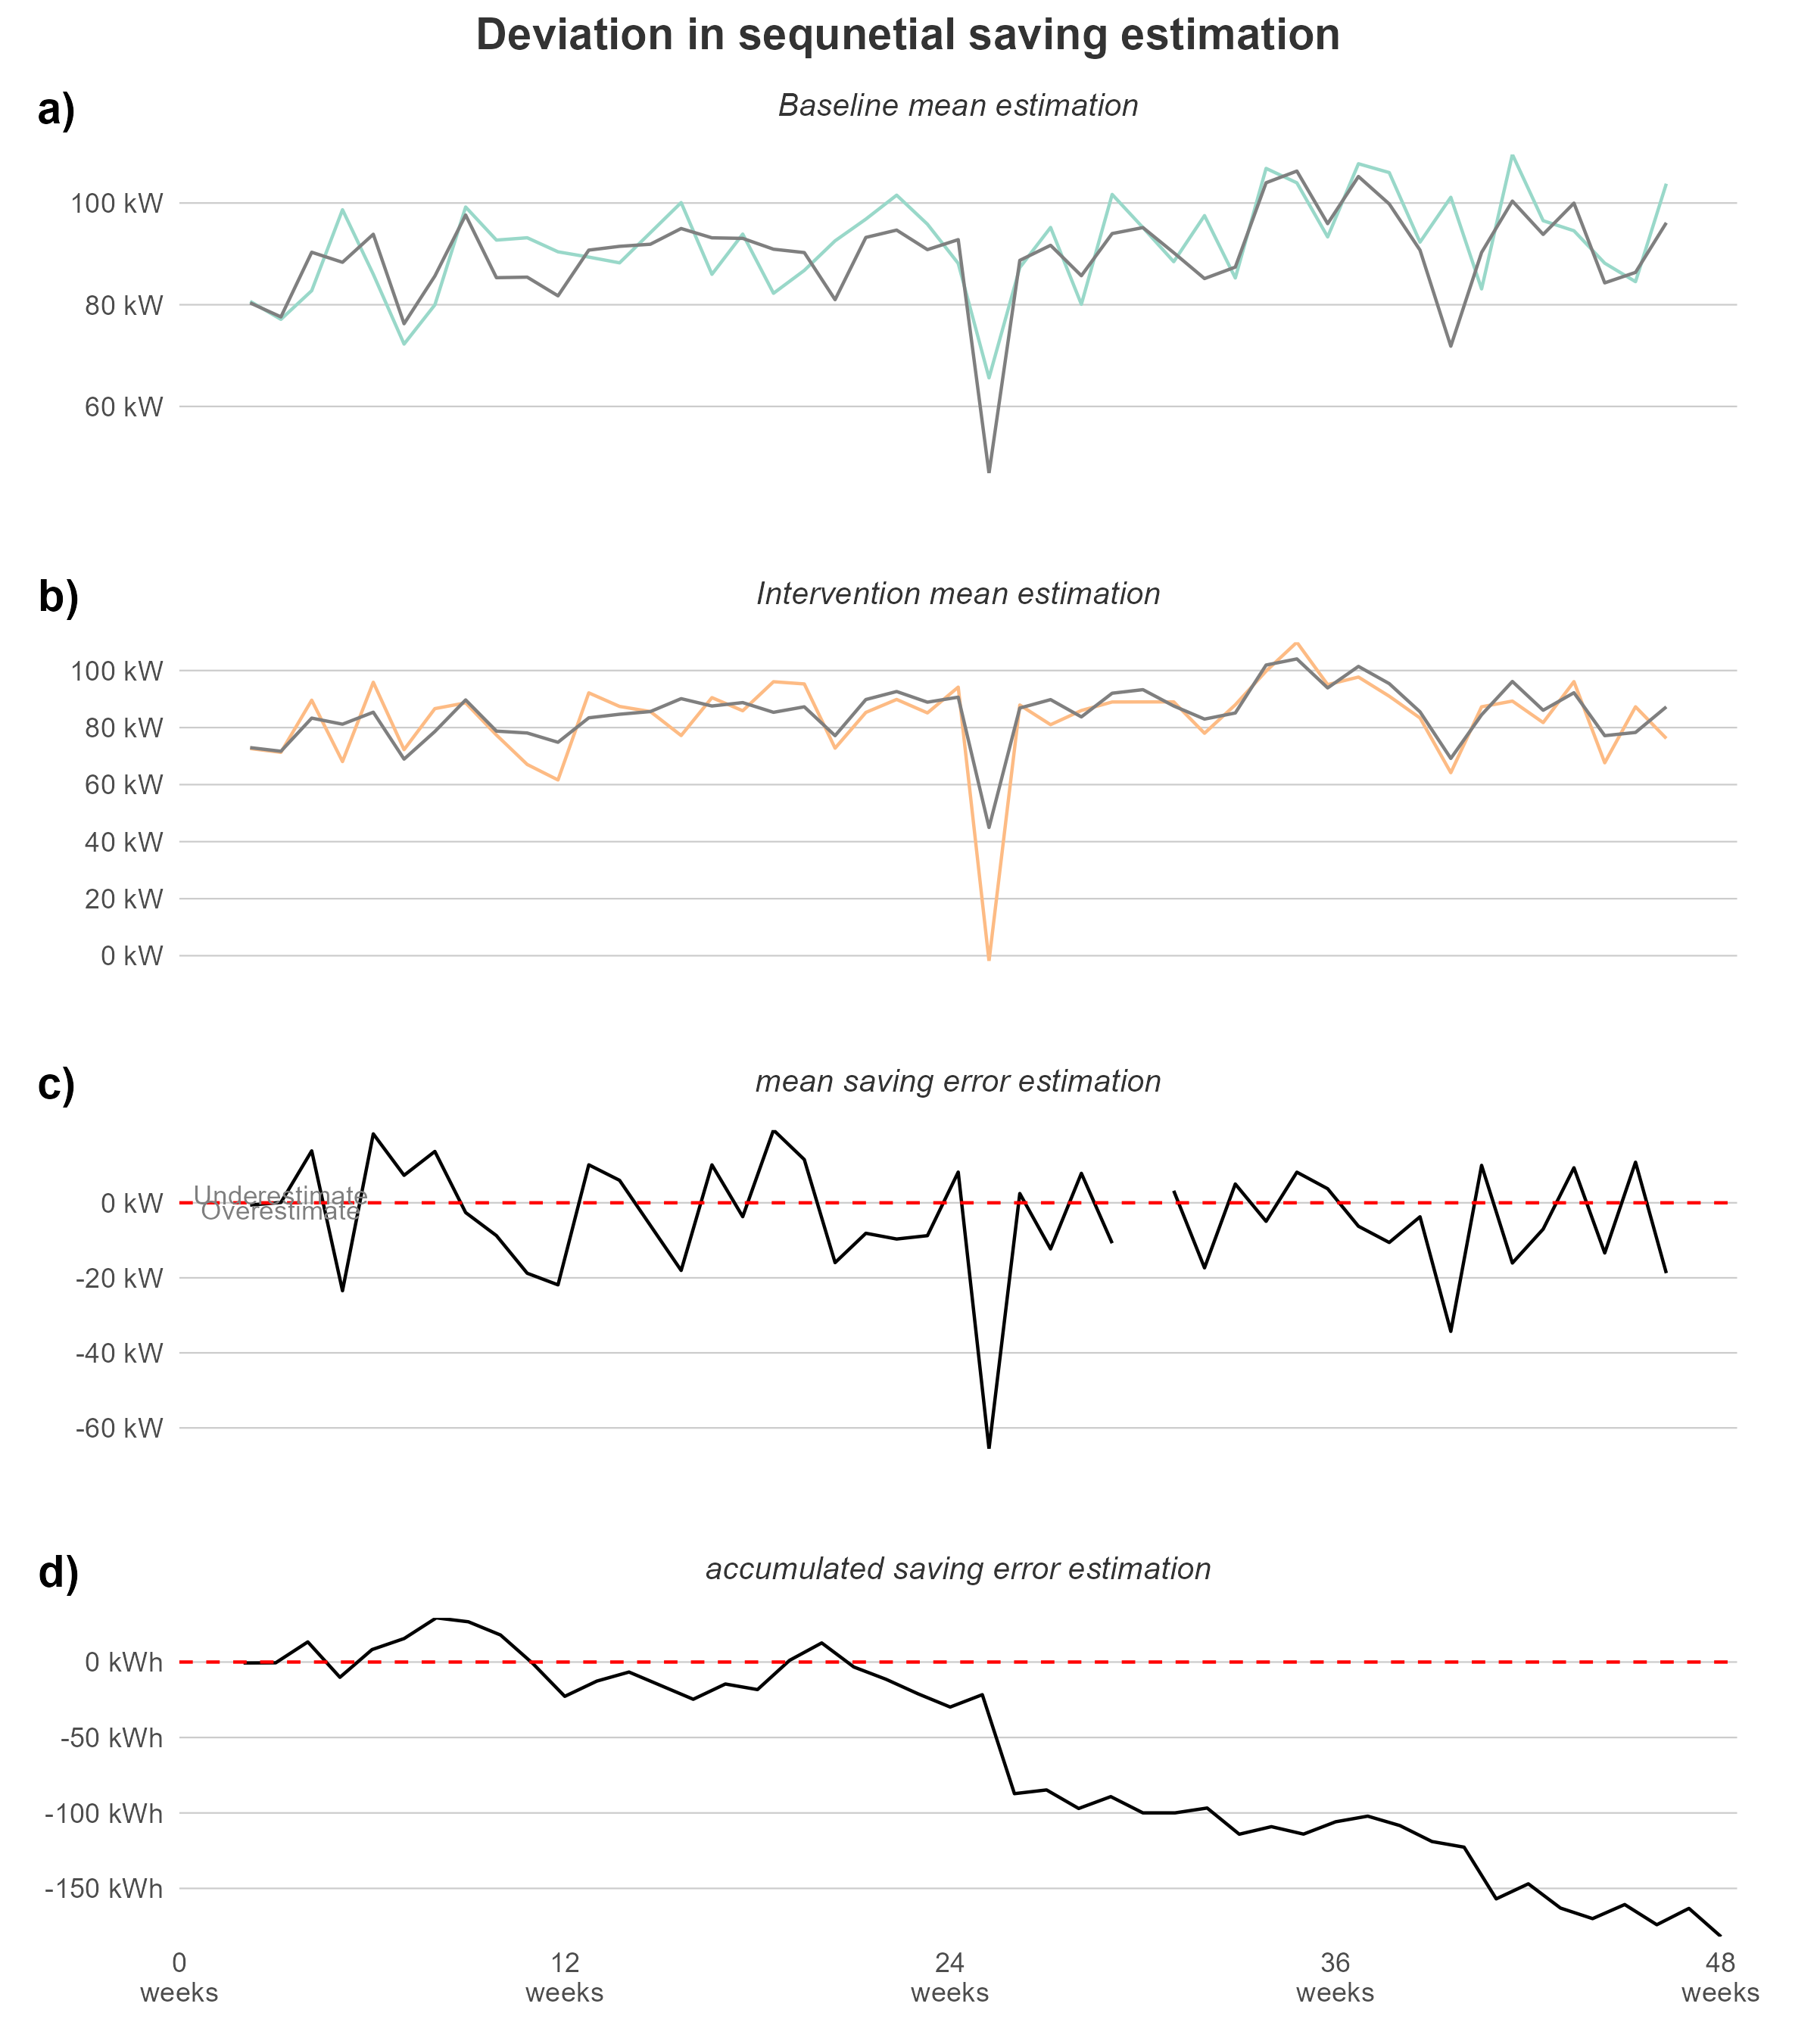 Deviation in sequnetial saving estimation
a)
Baseline mean estimation
100 kW
80 kW
60 kW
b)
Intervention mean estimation
100 kW
80 kW
60 kW
40 kW
20 kW
0 kW
c)
mean saving error estimation
Underestimate
0 kW
Overestimate
-20 kW
-40 kW
-60 kW
d)
accumulated saving error estimation
0 kWh
-50 kWh
-100 kWh
-150 kWh
0 12 24 36 48
weeks weeks weeks weeks weeks